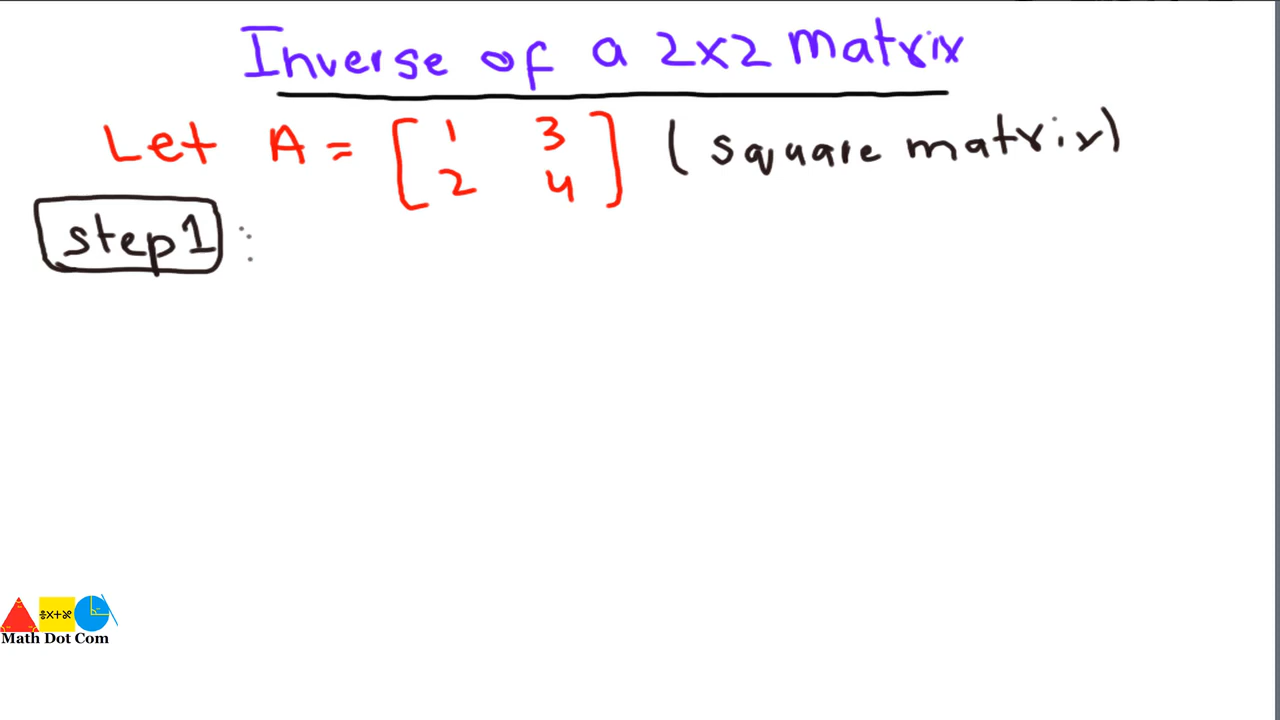 Inverse of a 2x2 matrix
Let A = [1 3 (square matrix)
2 4]
step1 :
÷x+
Math Dot Com